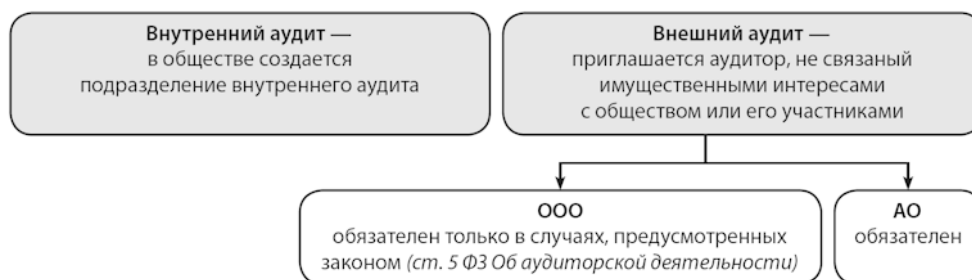 Внутренний аудит —
в обществе создается
подразделение внутреннего аудита
Внешний аудит —
приглашается аудитор, не связаный
имущественными интересами
с обществом или его участниками
ООО
обязателен только в случаях, предусмотренных
законом (ст. 5 ФЗ Об аудиторской деятельности)
АО
обязателен